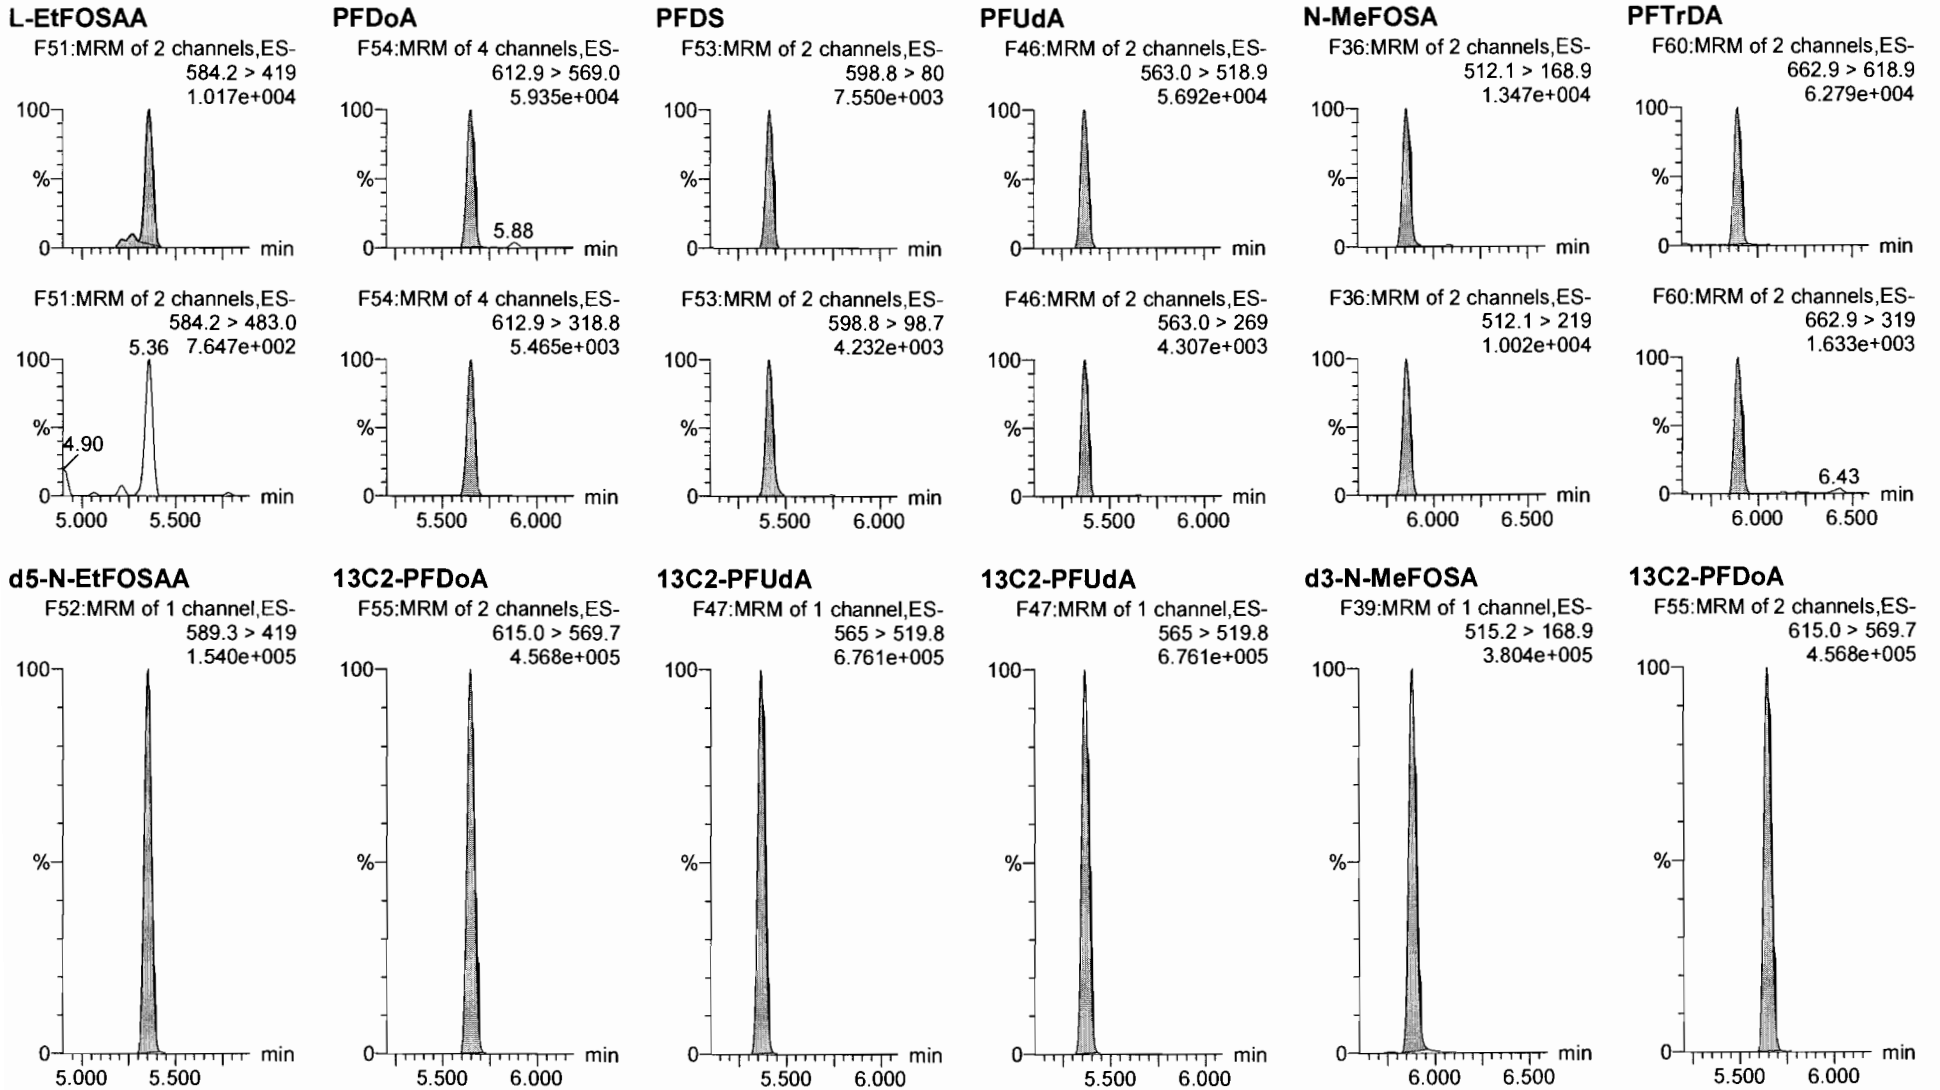 L-EtFOSAA
F51:MRM of 2 channels,ES-
584.2 > 419
1.017e+004
100
%
0
min
F51:MRM of 2 channels,ES-
584.2 > 483.0
5.36 7.647e+002
100
4.90
%
0
min
5.000 5.500
PFDoA
F54:MRM of 4 channels,ES-
612.9 > 569.0
5.935e+004
100
%
5.88
0
min
F54:MRM of 4 channels,ES-
612.9 > 318.8
5.465e+003
100
%
0
min
5.500 6.000
PFDS
F53:MRM of 2 channels,ES-
598.8 > 80
7.550e+003
100
%
0
min
F53:MRM of 2 channels,ES-
598.8 > 98.7
4.232e+003
100
%
0
min
5.500 6.000
PFUdA
F46:MRM of 2 channels,ES-
563.0 > 518.9
5.692e+004
100
%
0
min
F46:MRM of 2 channels,ES-
563.0 > 269
4.307e+003
100
%
0
min
5.500 6.000
N-MeFOSA
F36:MRM of 2 channels,ES-
512.1 > 168.9
1.347e+004
100
%
0
min
F36:MRM of 2 channels,ES-
512.1 > 219
1.002e+004
100
%
0
min
6.000 6.500
PFTrDA
F60:MRM of 2 channels,ES-
662.9 > 618.9
6.279e+004
100
%
0
min
F60:MRM of 2 channels,ES-
662.9 > 319
1.633e+003
100
%
6.43
0
min
6.000 6.500
d5-N-EtFOSAA
F52:MRM of 1 channel,ES-
589.3 > 419
1.540e+005
100
%
0
min
5.000 5.500
13C2-PFDoA
F55:MRM of 2 channels,ES-
615.0 > 569.7
4.568e+005
100
%
0
min
5.500 6.000
13C2-PFUdA
F47:MRM of 1 channel,ES-
565 > 519.8
6.761e+005
100
%
0
min
5.500 6.000
13C2-PFUdA
F47:MRM of 1 channel,ES-
565 > 519.8
6.761e+005
100
%
0
min
5.500 6.000
d3-N-MeFOSA
F39:MRM of 1 channel,ES-
515.2 > 168.9
3.804e+005
100
%
0
min
6.000 6.500
13C2-PFDoA
F55:MRM of 2 channels,ES-
615.0 > 569.7
4.568e+005
100
%
0
min
5.500 6.000